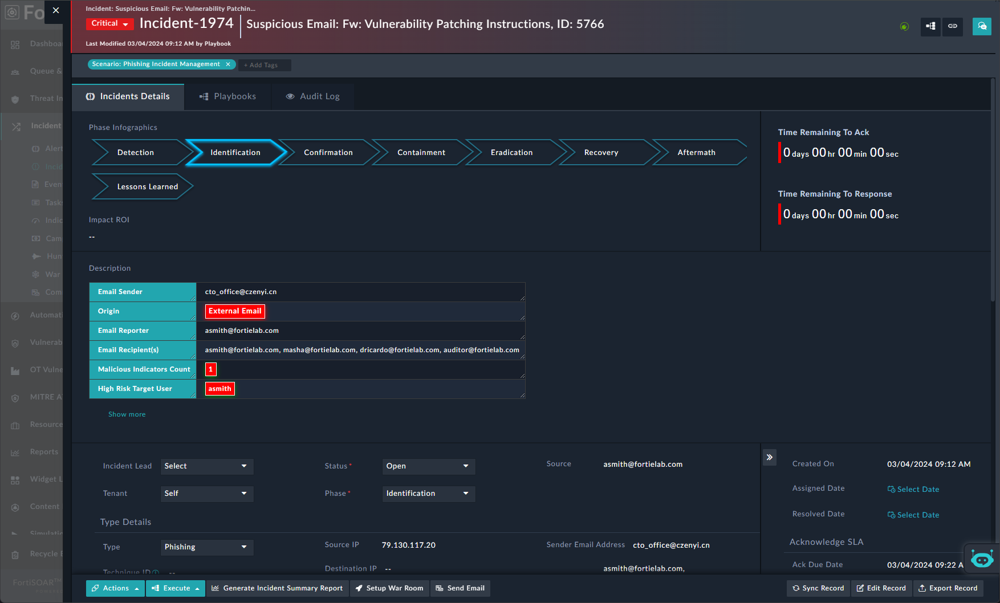 Incident: Suspicious Email: Fw: Vulnerability Patchin...
Critical
Incident-1974
Suspicious Email: Fw: Vulnerability Patching Instructions, ID: 5766
Last Modified 03/04/2024 09:12 AM by Playbook
Scenario: Phishing Incident Management
+ Add Tags
Incidents Details
Playbooks
Audit Log
Phase Infographics
Detection
Identification
Confirmation
Containment
Eradication
Recovery
Aftermath
Lessons Learned
Impact ROI
--
Time Remaining To Ack
0 days 00 hr 00 min 00 sec
Time Remaining To Response
0 days 00 hr 00 min 00 sec
Description
Email Sender cto_office@czenyi.cn
Origin External Email
Email Reporter asmith@fortielab.com
Email Recipient(s) asmith@fortielab.com, masha@fortielab.com, dricardo@fortielab.com, auditor@fortielab.com
Malicious Indicators Count 1
High Risk Target User asmith
Show more
Incident Lead Select
Status* Open
Source asmith@fortielab.com
Tenant Self
Phase* Identification
Type Details
Type Phishing
Source IP 79.130.117.20
Sender Email Address cto_office@czenyi.cn
Technique ID --
Destination IP --
asmith@fortielab.com,
Created On 03/04/2024 09:12 AM
Assigned Date Select Date
Resolved Date Select Date
Acknowledge SLA
Ack Due Date 03/04/2024 09:22 A
Actions
Execute
Generate Incident Summary Report
Setup War Room
Send Email
Sync Record
Edit Record
Export Record
Dashboa
Queue &
Threat In
Incident
Alert
Incid
Even
Tasks
Indic
Cam
Hun
War
Com
Automati
Vulnerab
OT Vulne
MITRE A
Resource
Reports
Widget L
Content
Simulatio
Recycle
FortiSOAR™